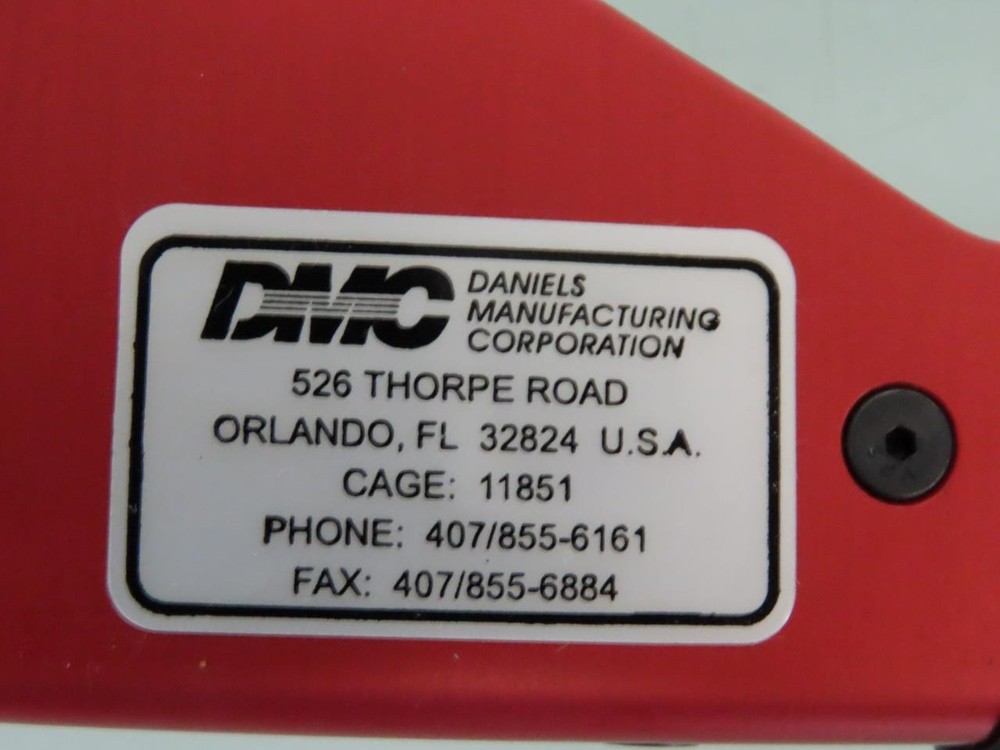 DMC DANIELS
MANUFACTURING
CORPORATION
526 THORPE ROAD
ORLANDO, FL 32824 U.S.A.
CAGE: 11851
PHONE: 407/855-6161
FAX: 407/855-6884